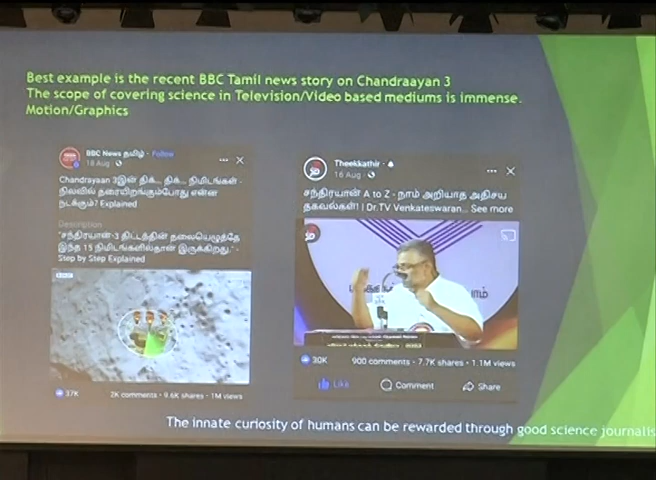 Best example is the recent BBC Tamil news story on Chandraayan 3
The scope of covering science in Television/Video based mediums is immense.
Motion/Graphics
BBC News தமிழ் · Follow
18 Aug
Chandrayaan 3இன் திக்... திக்... நிமிடங்கள் -
நிலவில் தரையிறங்கும்போது என்ன
நடக்கும்? Explained
Description
"சந்திரயான்-3 திட்டத்தின் தலையெழுத்தே
இந்த 15 நிமிடங்களில்தான் இருக்கிறது." -
Step by Step Explained
37K
2K comments · 9.6K shares · 1M views
Theekkathir
16 Aug
சந்திரயான் A to Z - நாம் அறியாத அதிசய
தகவல்கள்! | Dr.TV Venkateswaran... See more
30K
900 comments · 7.7K shares · 1.1M views
Like
Comment
Share
The innate curiosity of humans can be rewarded through good science journalis